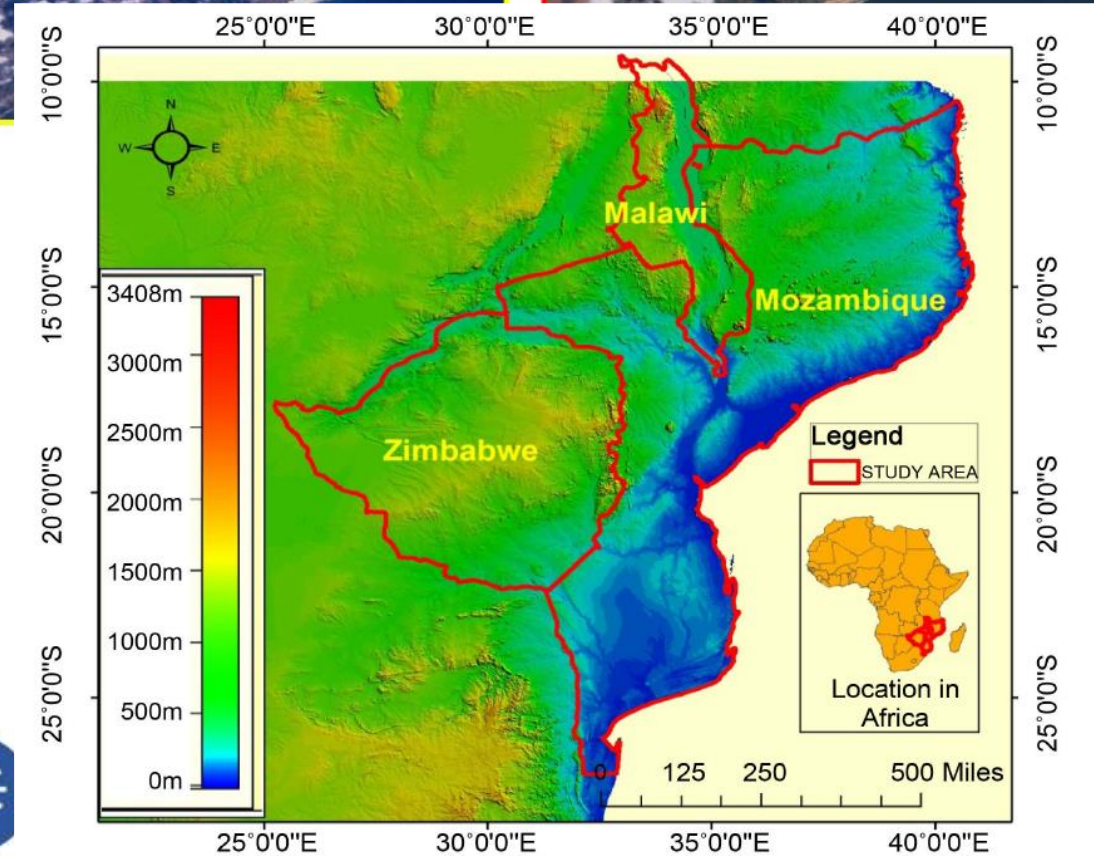 25°0'0"E
30°0'0"E
35°0'0"E
40°0'0"E
10°0'0"S
10°0'0"S
N
W
E
S
Malawi
15°0'0"S
3408m
Mozambique
15°0'0"S
3000m
2500m
Zimbabwe
Legend
STUDY AREA
20°0'0"S
2000m
20°0'0"S
1500m
1000m
25°0'0"S
500m
Location in
Africa
25°0'0"S
0m
0 125 250 500 Miles
25°0'0"E
30°0'0"E
35°0'0"E
40°0'0"E